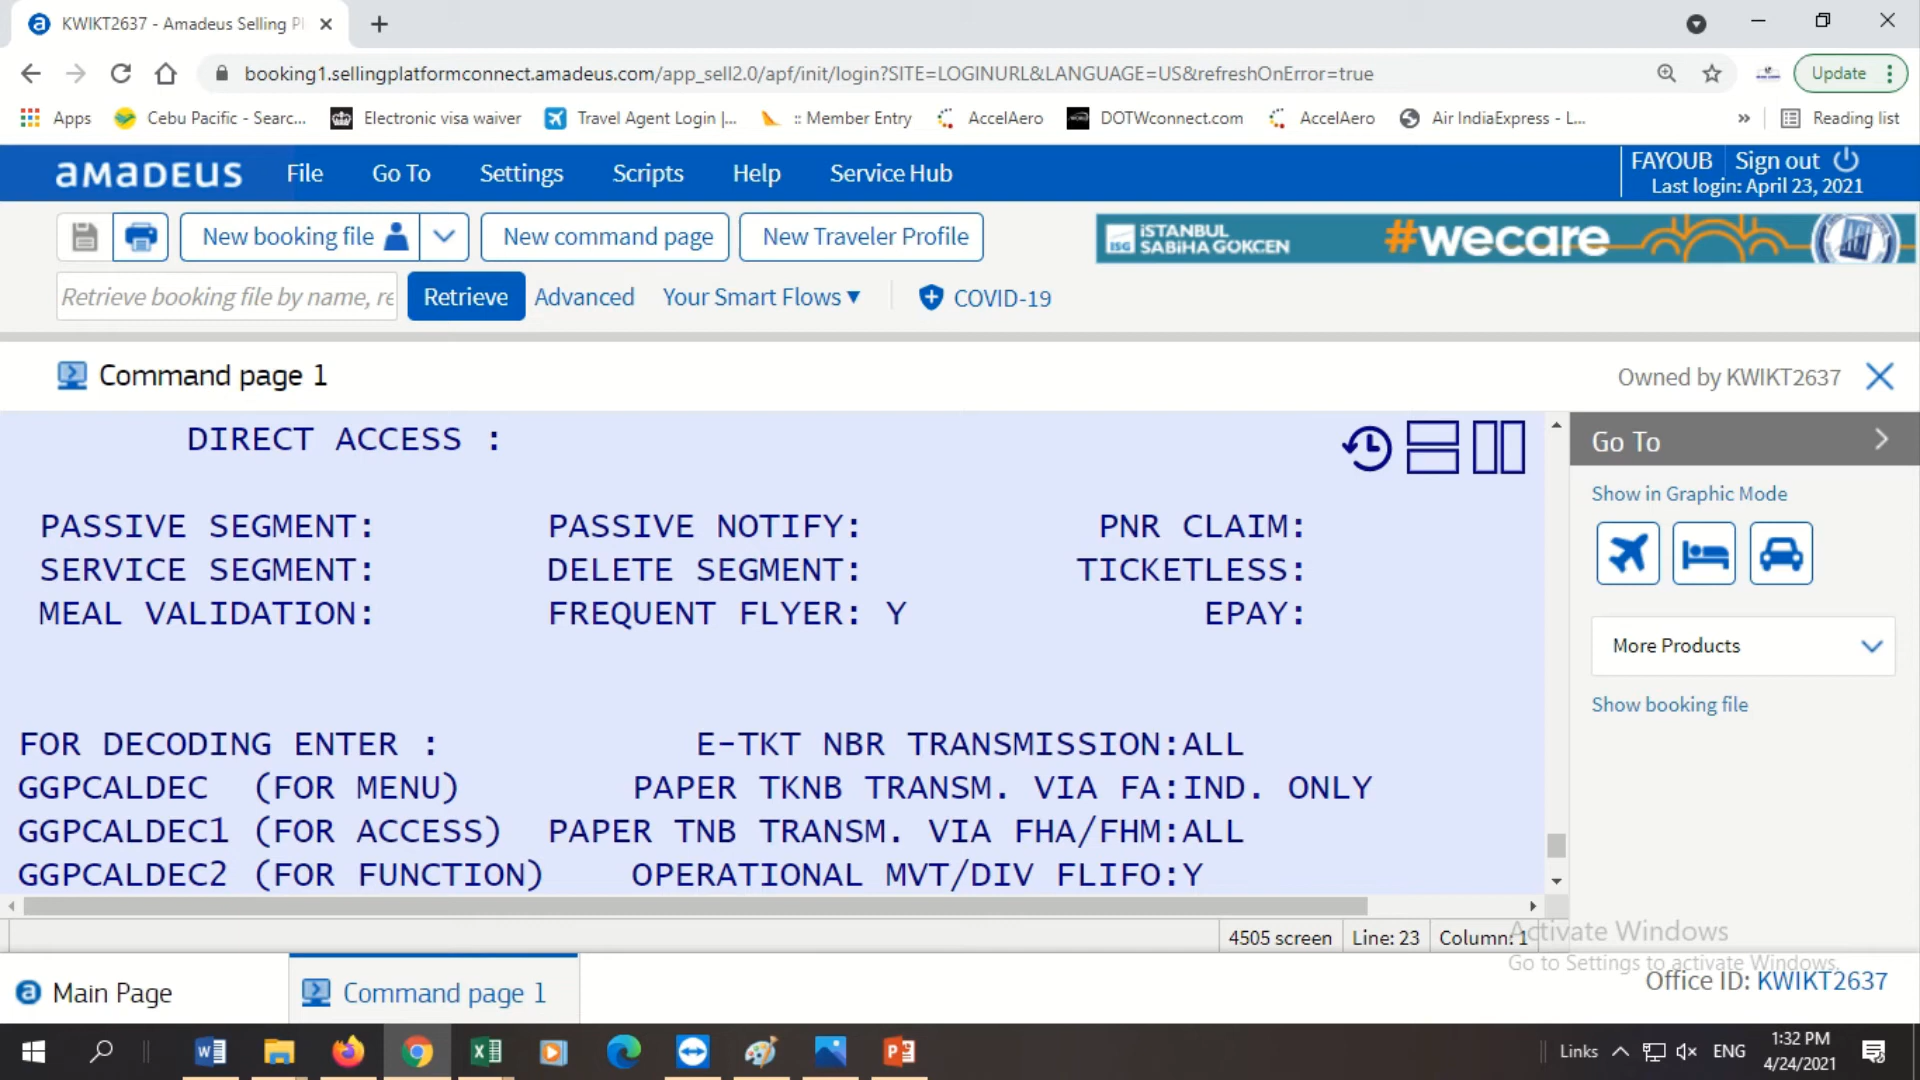 KWIKT2637 - Amadeus Selling Pl
booking1.sellingplatformconnect.amadeus.com/app_sell2.0/apf/init/login?SITE=LOGINURL&LANGUAGE=US&refreshOnError=true
Update
Apps
Cebu Pacific - Searc...
Electronic visa waiver
Travel Agent Login |...
:: Member Entry
AccelAero
DOTWconnect.com
AccelAero
Air IndiaExpress - L...
»
Reading list
amadeus
File
Go To
Settings
Scripts
Help
Service Hub
FAYOUB
Sign out
Last login: April 23, 2021
New booking file
New command page
New Traveler Profile
ISG
iSTANBUL
SABiHA GOKCEN
#wecare
Retrieve booking file by name, re
Retrieve
Advanced
Your Smart Flows
COVID-19
Command page 1
Owned by KWIKT2637
DIRECT ACCESS :
PASSIVE SEGMENT: PASSIVE NOTIFY: PNR CLAIM:
SERVICE SEGMENT: DELETE SEGMENT: TICKETLESS:
MEAL VALIDATION: FREQUENT FLYER: Y EPAY:
FOR DECODING ENTER : E-TKT NBR TRANSMISSION:ALL
GGPCALDEC (FOR MENU) PAPER TKNB TRANSM. VIA FA:IND. ONLY
GGPCALDEC1 (FOR ACCESS) PAPER TNB TRANSM. VIA FHA/FHM:ALL
GGPCALDEC2 (FOR FUNCTION) OPERATIONAL MVT/DIV FLIFO:Y
Go To
Show in Graphic Mode
More Products
Show booking file
4505 screen
Line: 23
Column: 1
Activate Windows
Go to Settings to activate Windows.
Main Page
Command page 1
Office ID: KWIKT2637
Links
ENG
1:32 PM
4/24/2021